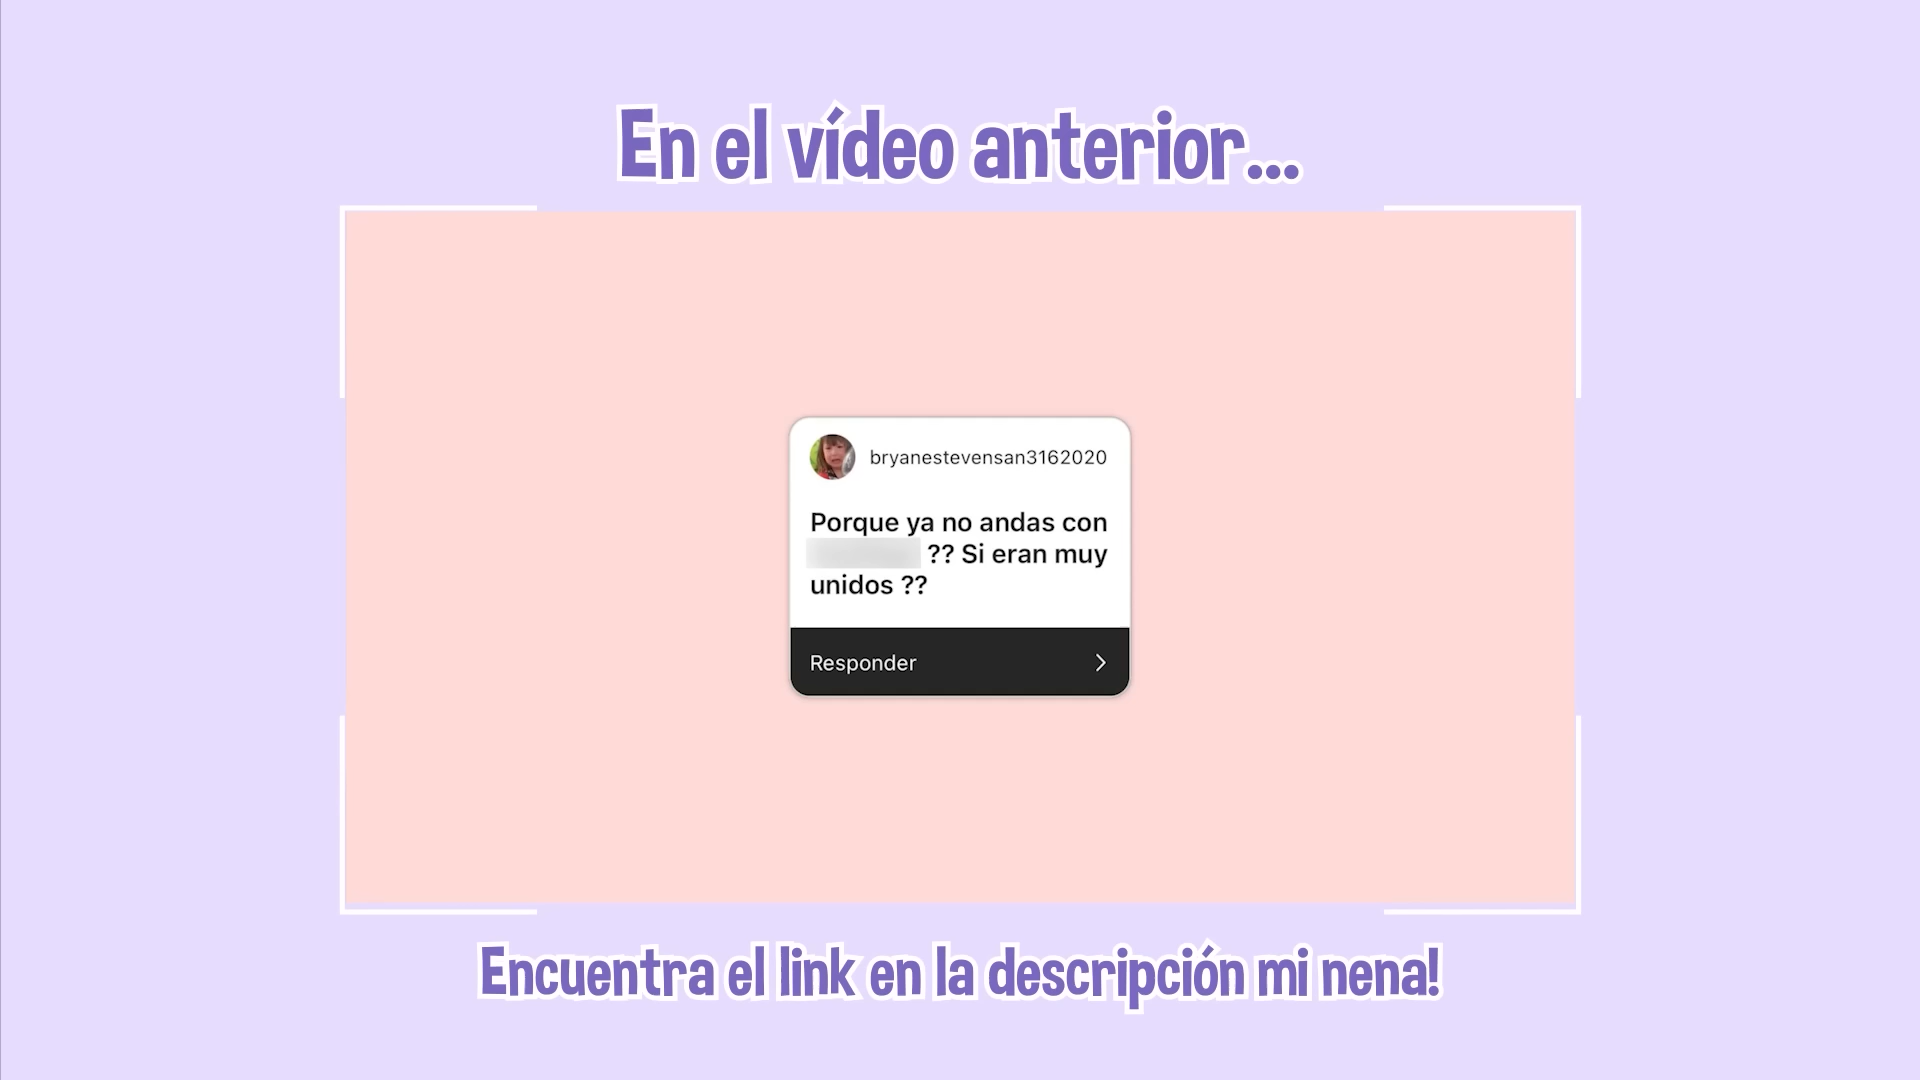 En el vídeo anterior...
bryanestevensan3162020
Porque ya no andas con
?? Si eran muy
unidos ??
Responder
Encuentra el link en la descripción mi nena!